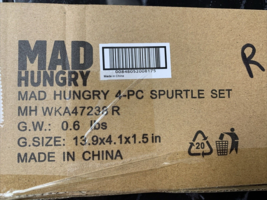 MAD
HUNGRY
R
MAD HUNGRY 4-PC SPURTLE SET
MH WKA47238 R
G.W.: 0.6 lbs
G.SIZE: 13.9x4.1x1.5 in
MADE IN CHINA
20